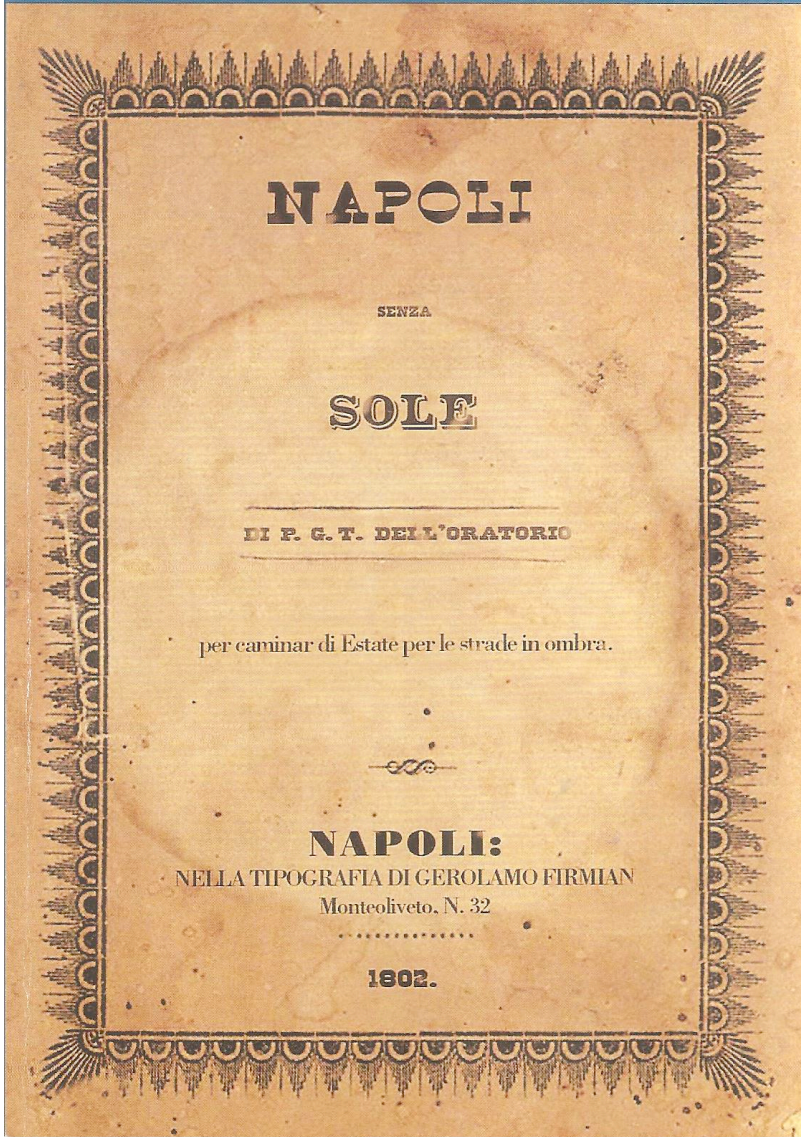 NAPOLI
SENZA
SOLE
DI P. G. T. DELL'ORATORIO
per caminar di Estate per le strade in ombra.
NAPOLI:
NELLA TIPOGRAFIA DI GEROLAMO FIRMIAN
Monteoliveto, N. 32
1802.